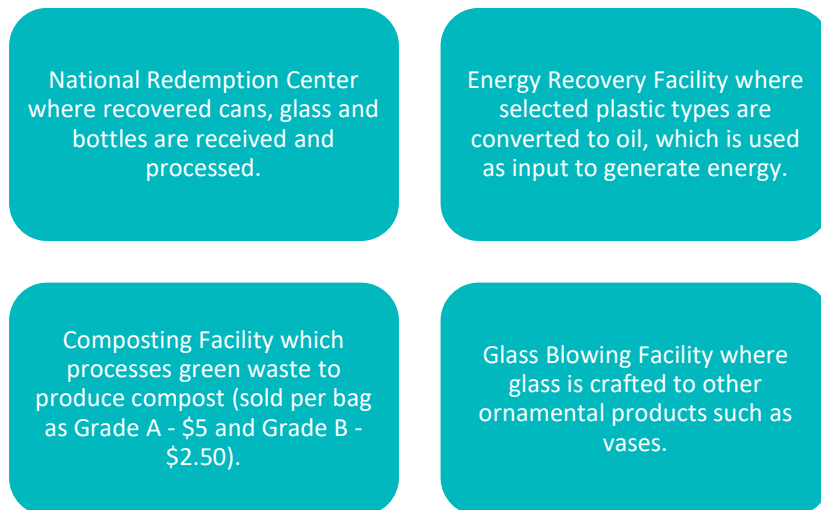 National Redemption Center
where recovered cans, glass and
bottles are received and
processed.
Energy Recovery Facility where
selected plastic types are
converted to oil, which is used
as input to generate energy.
Composting Facility which
processes green waste to
produce compost (sold per bag
as Grade A - $5 and Grade B -
$2.50).
Glass Blowing Facility where
glass is crafted to other
ornamental products such as
vases.